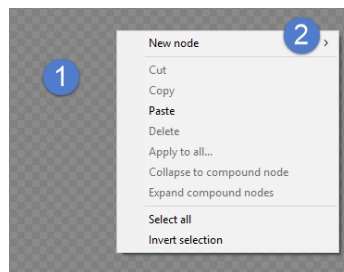 1
2
New node
Cut
Copy
Paste
Delete
Apply to all...
Collapse to compound node
Expand compound nodes
Select all
Invert selection